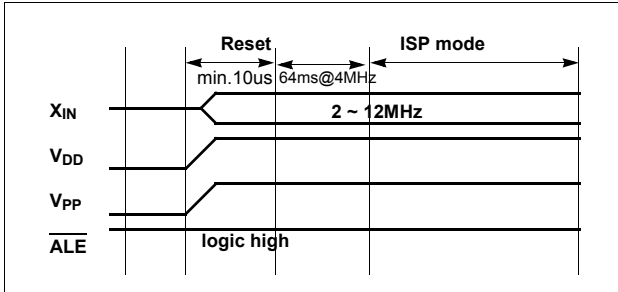 Reset ISP mode
min.10us 64ms@4MHz
XIN 2 ~ 12MHz
VDD
VPP
ALE logic high